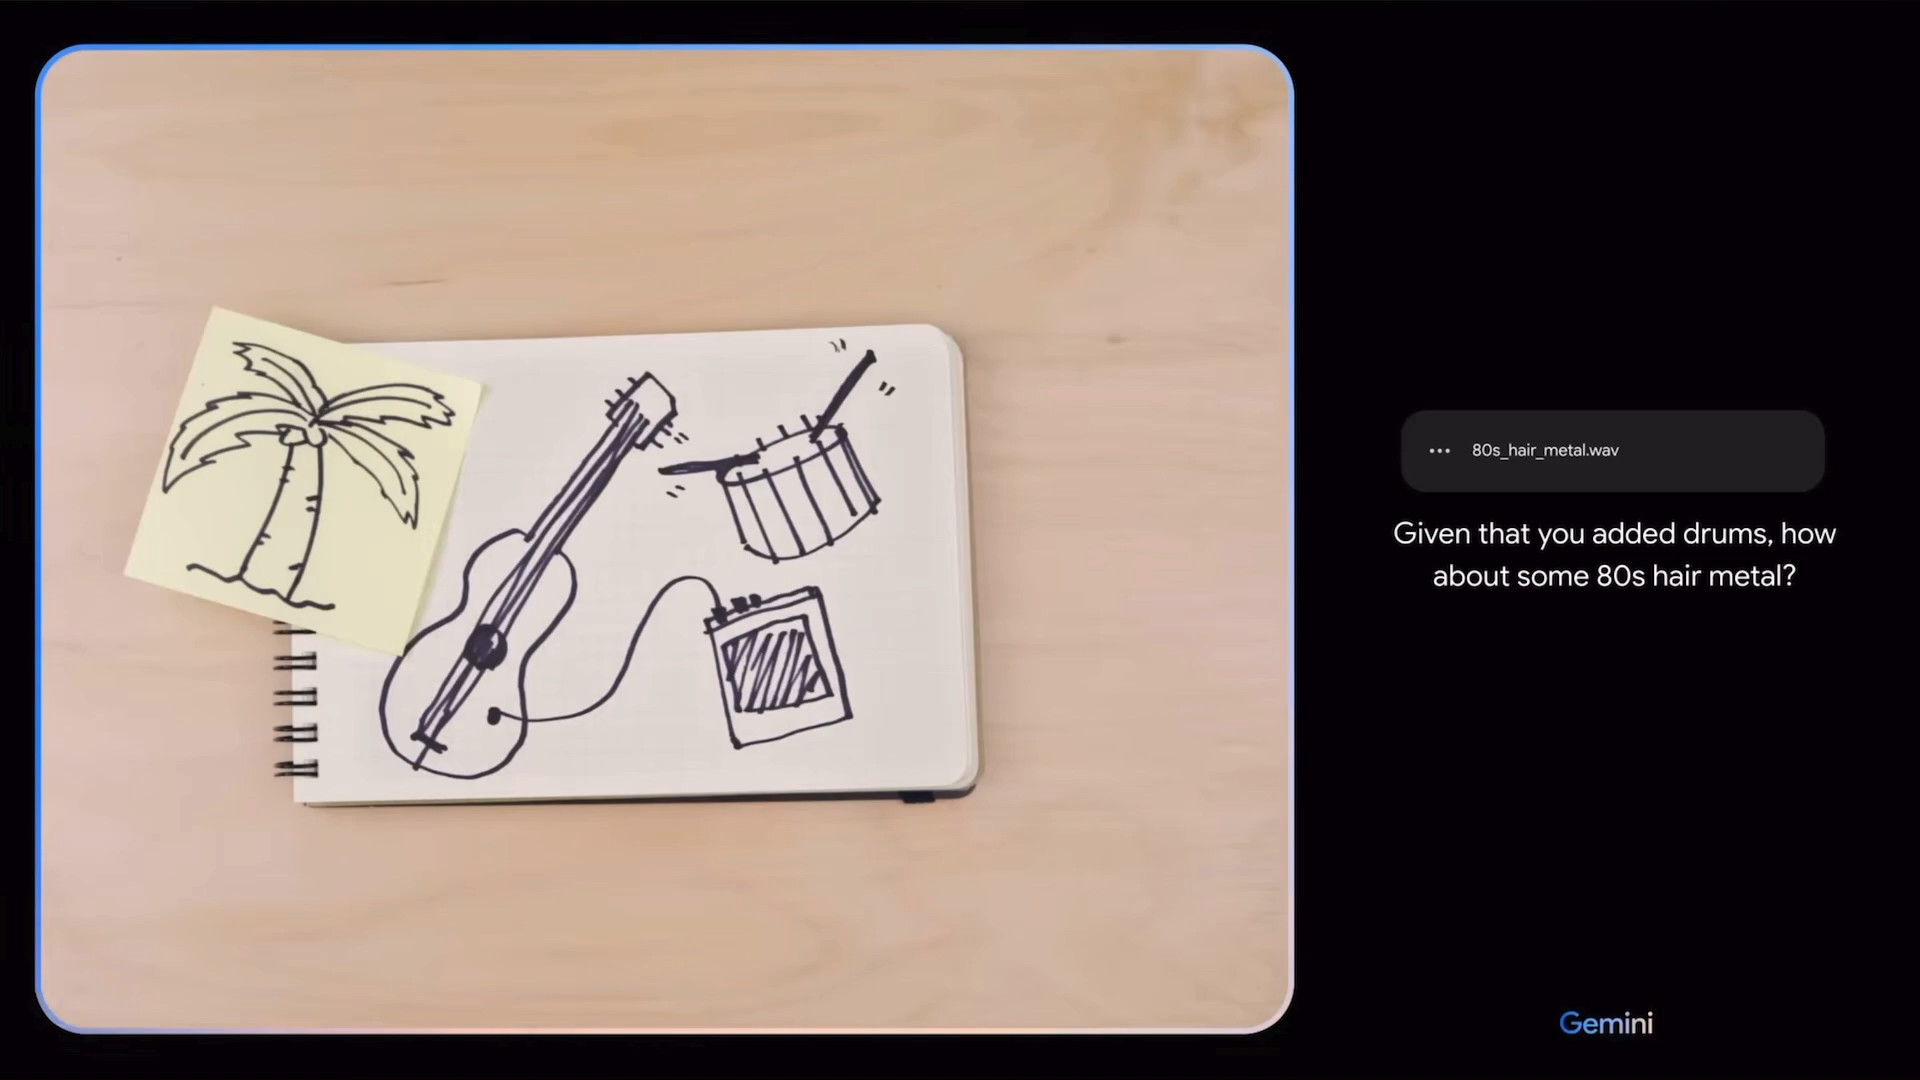 80s_hair_metal.wav
Given that you added drums, how
about some 80s hair metal?
Gemini